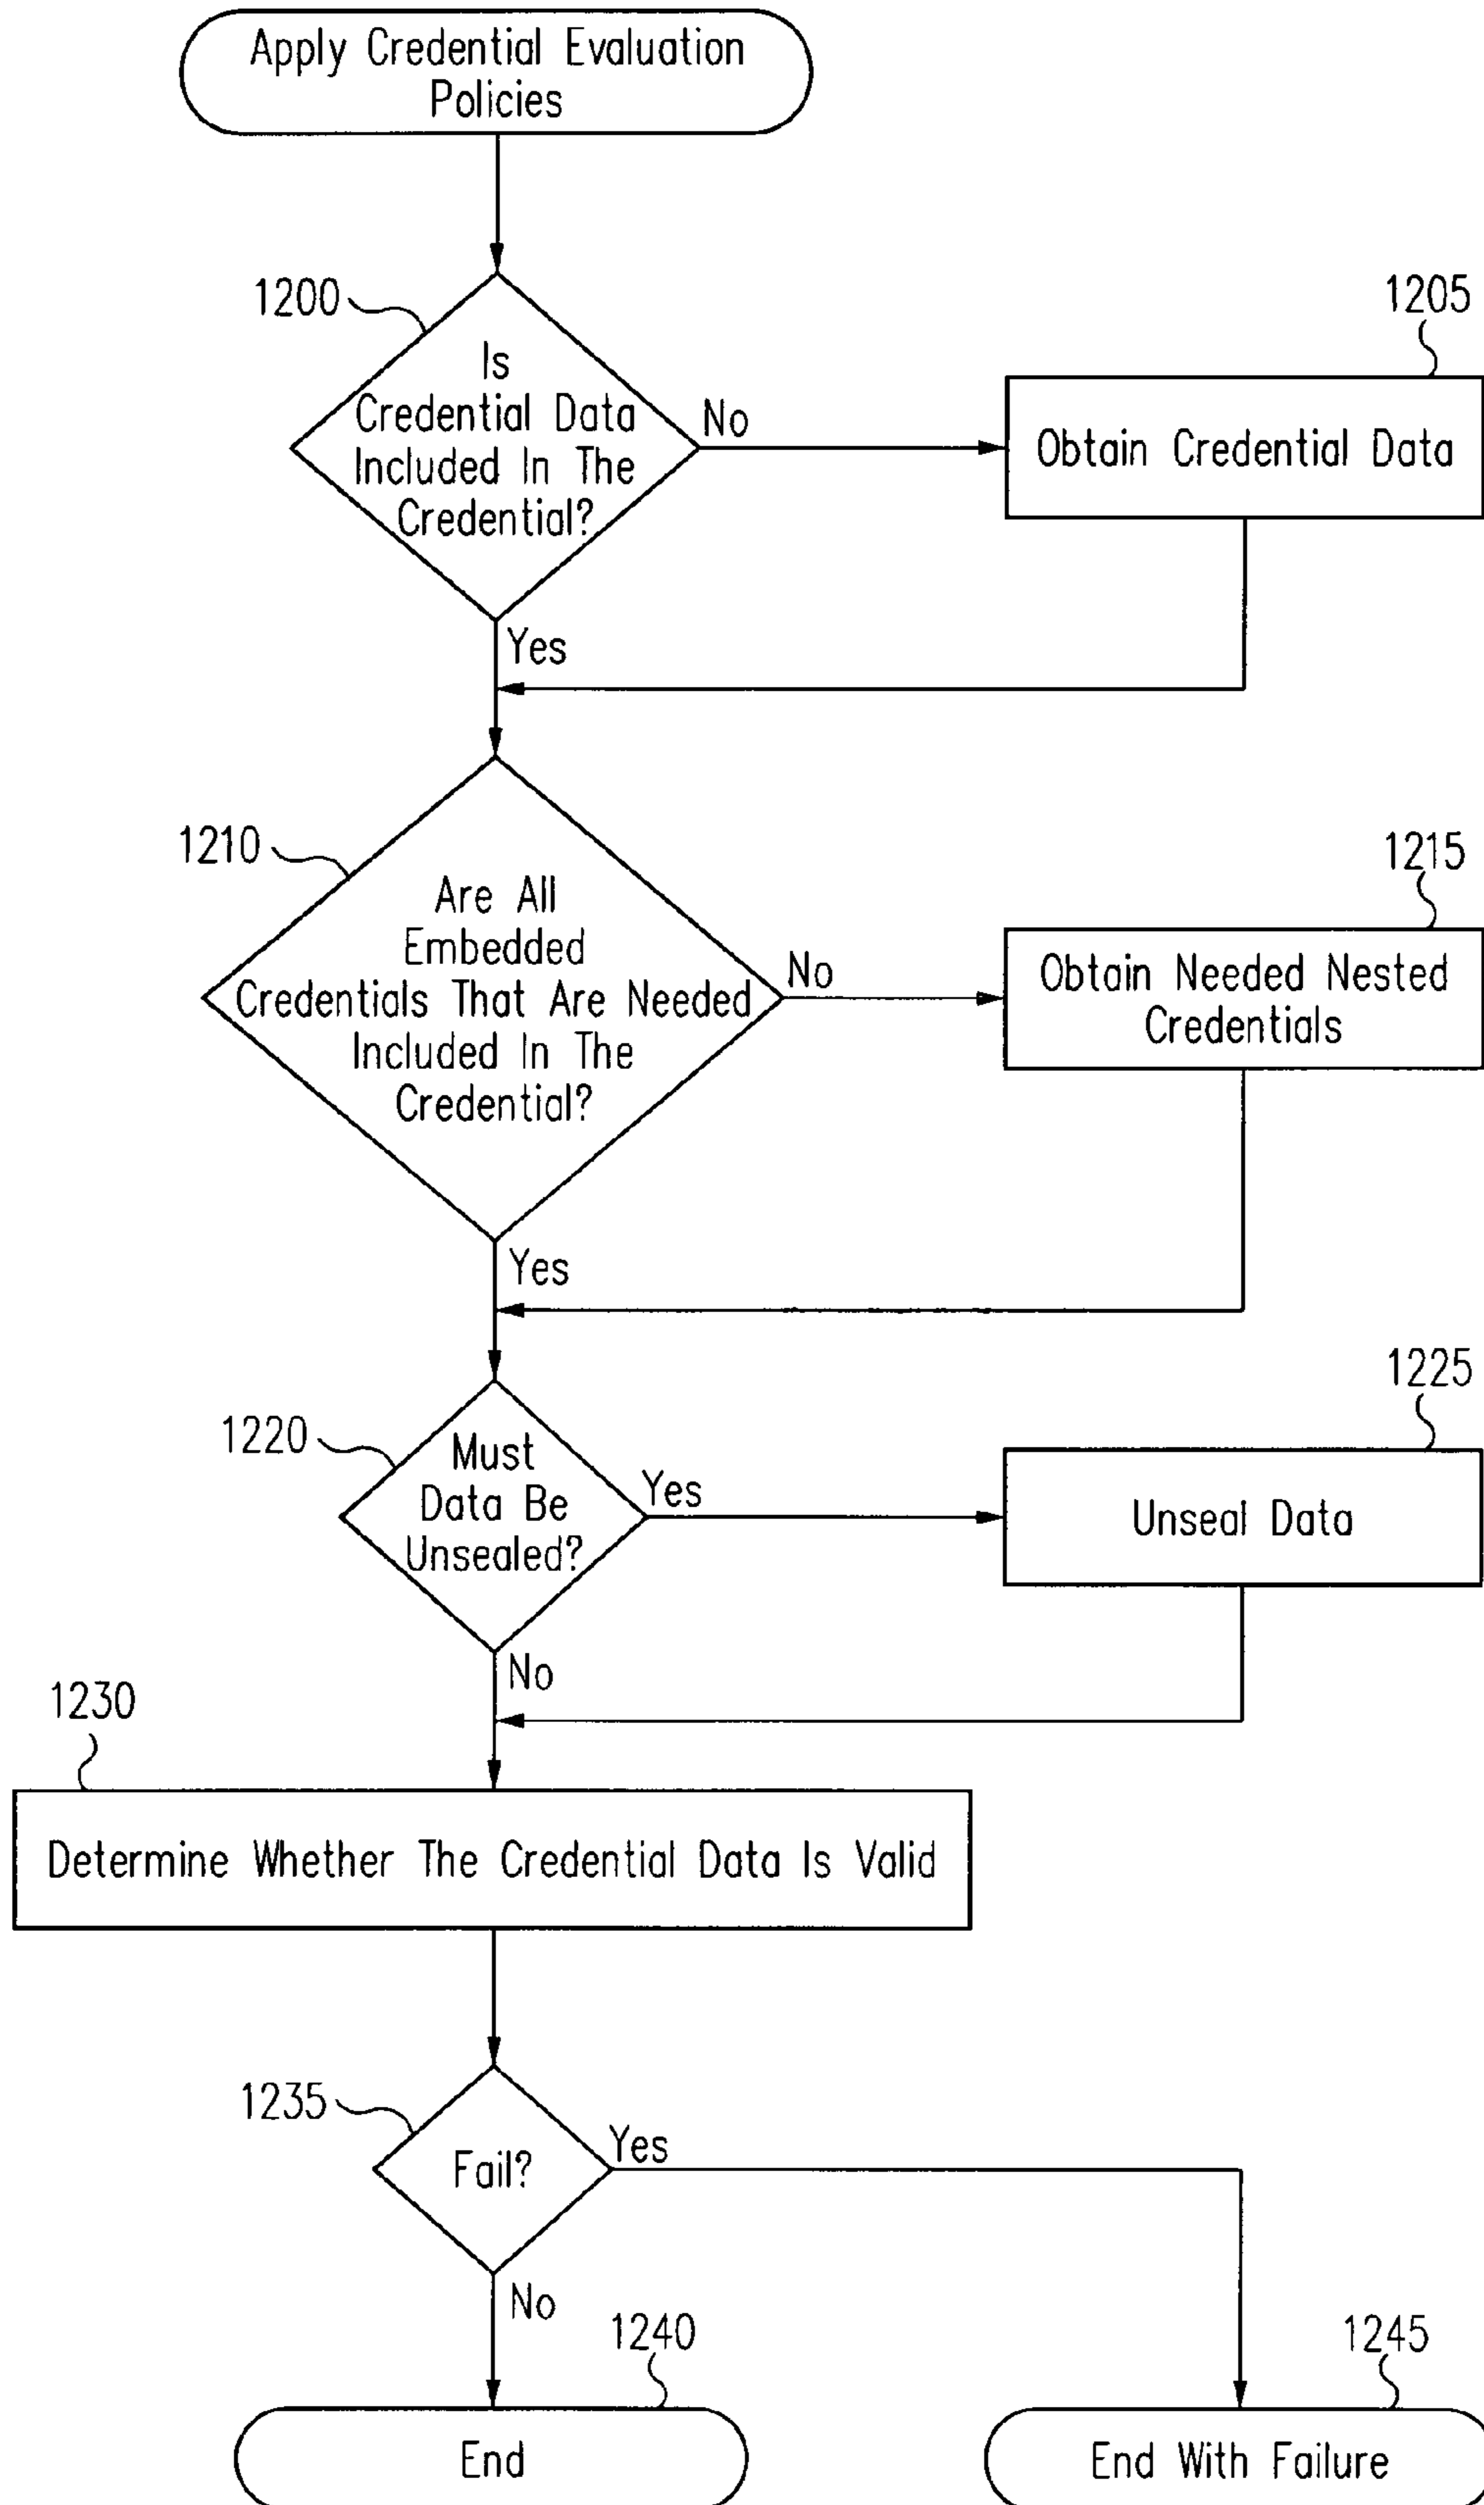 Apply Credential Evaluation
Policies
1200
Is
Credential Data
Included In The
Credential?
No
1205
Obtain Credential Data
Yes
1210
Are All
Embedded
Credentials That Are Needed
Included In The
Credential?
No
1215
Obtain Needed Nested
Credentials
Yes
1220
Must
Data Be
Unsealed?
Yes
1225
Unseal Data
No
1230
Determine Whether The Credential Data Is Valid
1235
Fail?
Yes
No
1240
End
1245
End With Failure